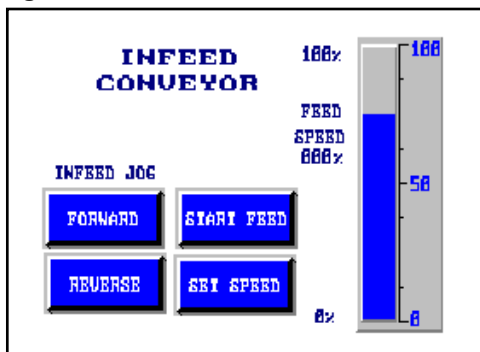 INFEED
CONVEYOR
100%
100
FEED
SPEED
000%
50
INFEED JOG
FORWARD
START FEED
REVERSE
SET SPEED
0%
0